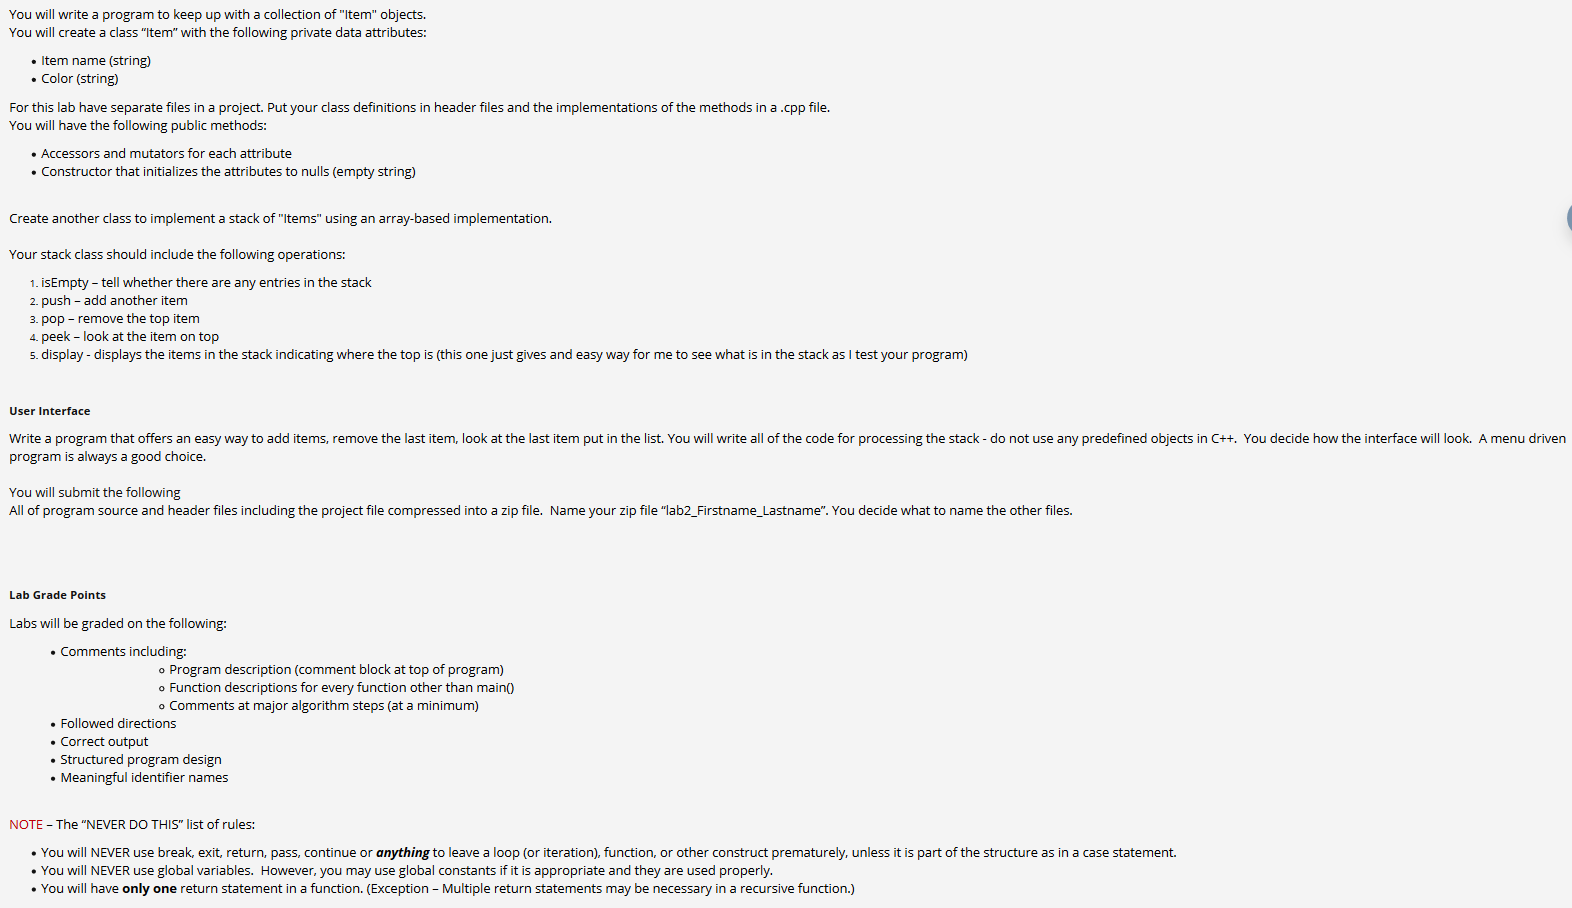 You will write a program to keep up with a collection of "Item" objects.
You will create a class “Item” with the following private data attributes:
• Item name (string)
• Color (string)
For this lab have separate files in a project. Put your class definitions in header files and the implementations of the methods in a .cpp file.
You will have the following public methods:
• Accessors and mutators for each attribute
• Constructor that initializes the attributes to nulls (empty string)
Create another class to implement a stack of "Items" using an array-based implementation.
Your stack class should include the following operations:
1. isEmpty – tell whether there are any entries in the stack
2. push – add another item
3. pop – remove the top item
4. peek – look at the item on top
5. display - displays the items in the stack indicating where the top is (this one just gives and easy way for me to see what is in the stack as I test your program)
User Interface
Write a program that offers an easy way to add items, remove the last item, look at the last item put in the list. You will write all of the code for processing the stack - do not use any predefined objects in C++.  You decide how the interface will look.  A menu driven
program is always a good choice.
You will submit the following
All of program source and header files including the project file compressed into a zip file.  Name your zip file “lab2_Firstname_Lastname”. You decide what to name the other files.
Lab Grade Points
Labs will be graded on the following:
• Comments including:
◦ Program description (comment block at top of program)
◦ Function descriptions for every function other than main()
◦ Comments at major algorithm steps (at a minimum)
• Followed directions
• Correct output
• Structured program design
• Meaningful identifier names
NOTE – The “NEVER DO THIS” list of rules:
• You will NEVER use break, exit, return, pass, continue or anything to leave a loop (or iteration), function, or other construct prematurely, unless it is part of the structure as in a case statement.
• You will NEVER use global variables.  However, you may use global constants if it is appropriate and they are used properly.
• You will have only one return statement in a function. (Exception – Multiple return statements may be necessary in a recursive function.)